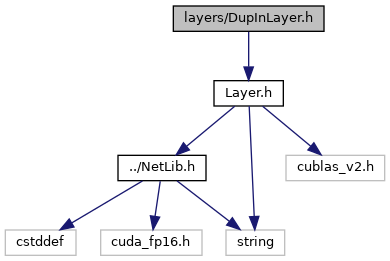 layers/DupInLayer.h
Layer.h
../NetLib.h
cublas_v2.h
cstddef
cuda_fp16.h
string